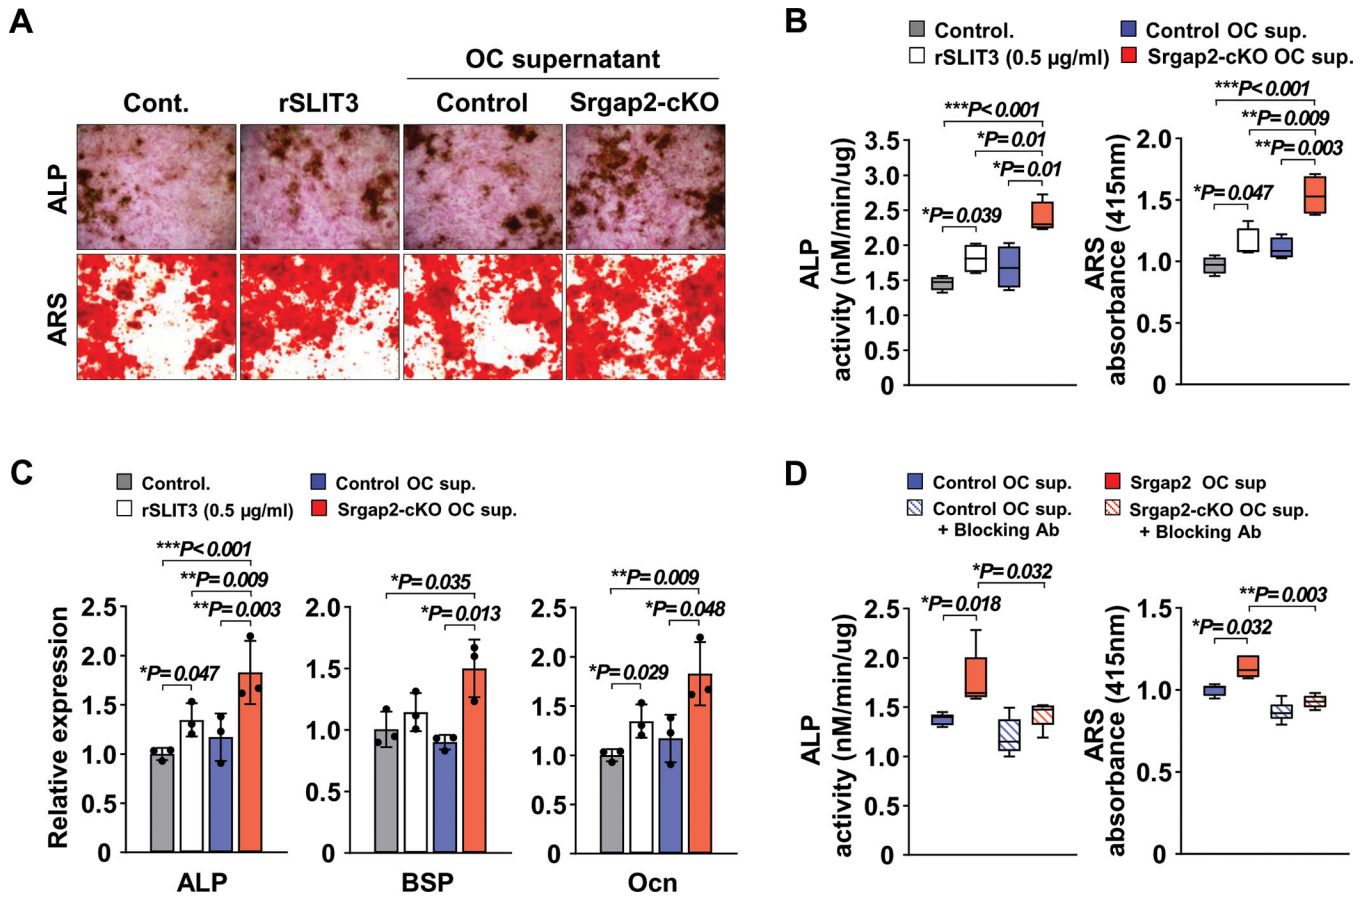 A
OC supernatant
Cont.
rSLIT3
Control
Srgap2-cKO
ALP
ARS
B
Control.
Control OC sup.
rSLIT3 (0.5 µg/ml)
Srgap2-cKO OC sup.
***P<0.001
*P=0.01
*P=0.01
*P=0.039
3.5
3.0
2.5
2.0
1.5
1.0
0.5
0
ALP
activity (nM/min/ug)
***P<0.001
**P=0.009
**P=0.003
*P=0.047
2.0
1.5
1.0
0.5
0
ARS
absorbance (415nm)
C
Control.
Control OC sup.
rSLIT3 (0.5 µg/ml)
Srgap2-cKO OC sup.
Relative expression
***P<0.001
**P=0.009
**P=0.003
*P=0.047
2.5
2.0
1.5
1.0
0.5
0
ALP
*P=0.035
*P=0.013
2.0
1.5
1.0
0.5
0
BSP
**P=0.009
*P=0.048
*P=0.029
2.5
2.0
1.5
1.0
0.5
0
Ocn
D
Control OC sup.
Srgap2 OC sup
Control OC sup.
+ Blocking Ab
Srgap2-cKO OC sup.
+ Blocking Ab
*P=0.032
*P=0.018
2.5
2.0
1.5
1.0
0.5
0
ALP
activity (nM/min/ug)
**P=0.003
*P=0.032
1.5
1.0
0.5
0
ARS
absorbance (415nm)